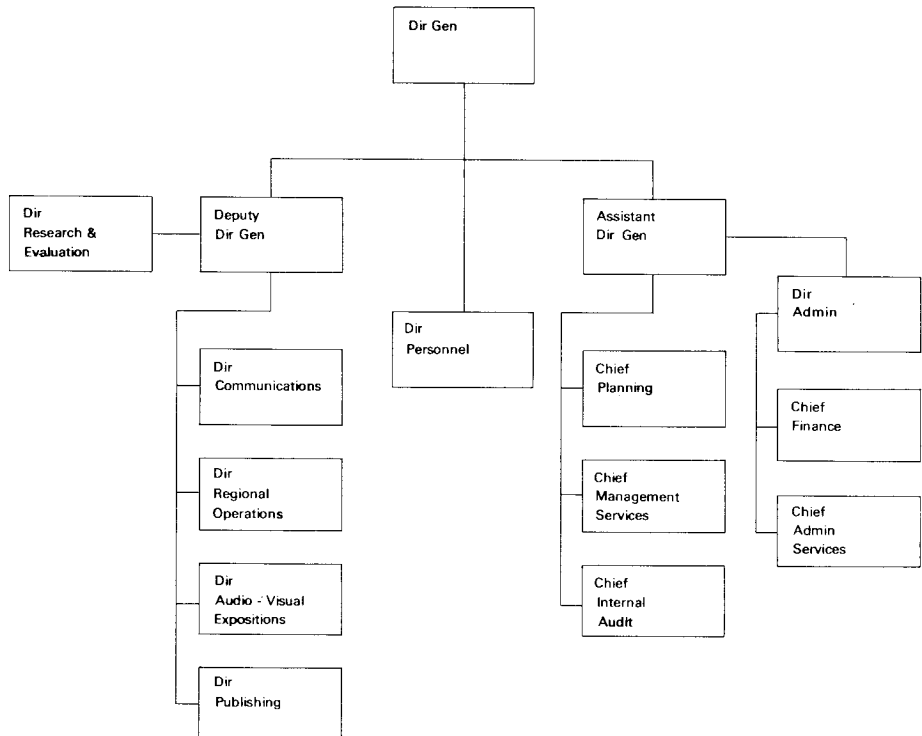 Dir Gen
Dir
Research &
Evaluation
Deputy
Dir Gen
Assistant
Dir Gen
Dir
Admin
Dir
Personnel
Dir
Communications
Chief
Planning
Chief
Finance
Dir
Regional
Operations
Chief
Management
Services
Chief
Admin
Services
Dir
Audio - Visual
Expositions
Chief
Internal
Audit
Dir
Publishing